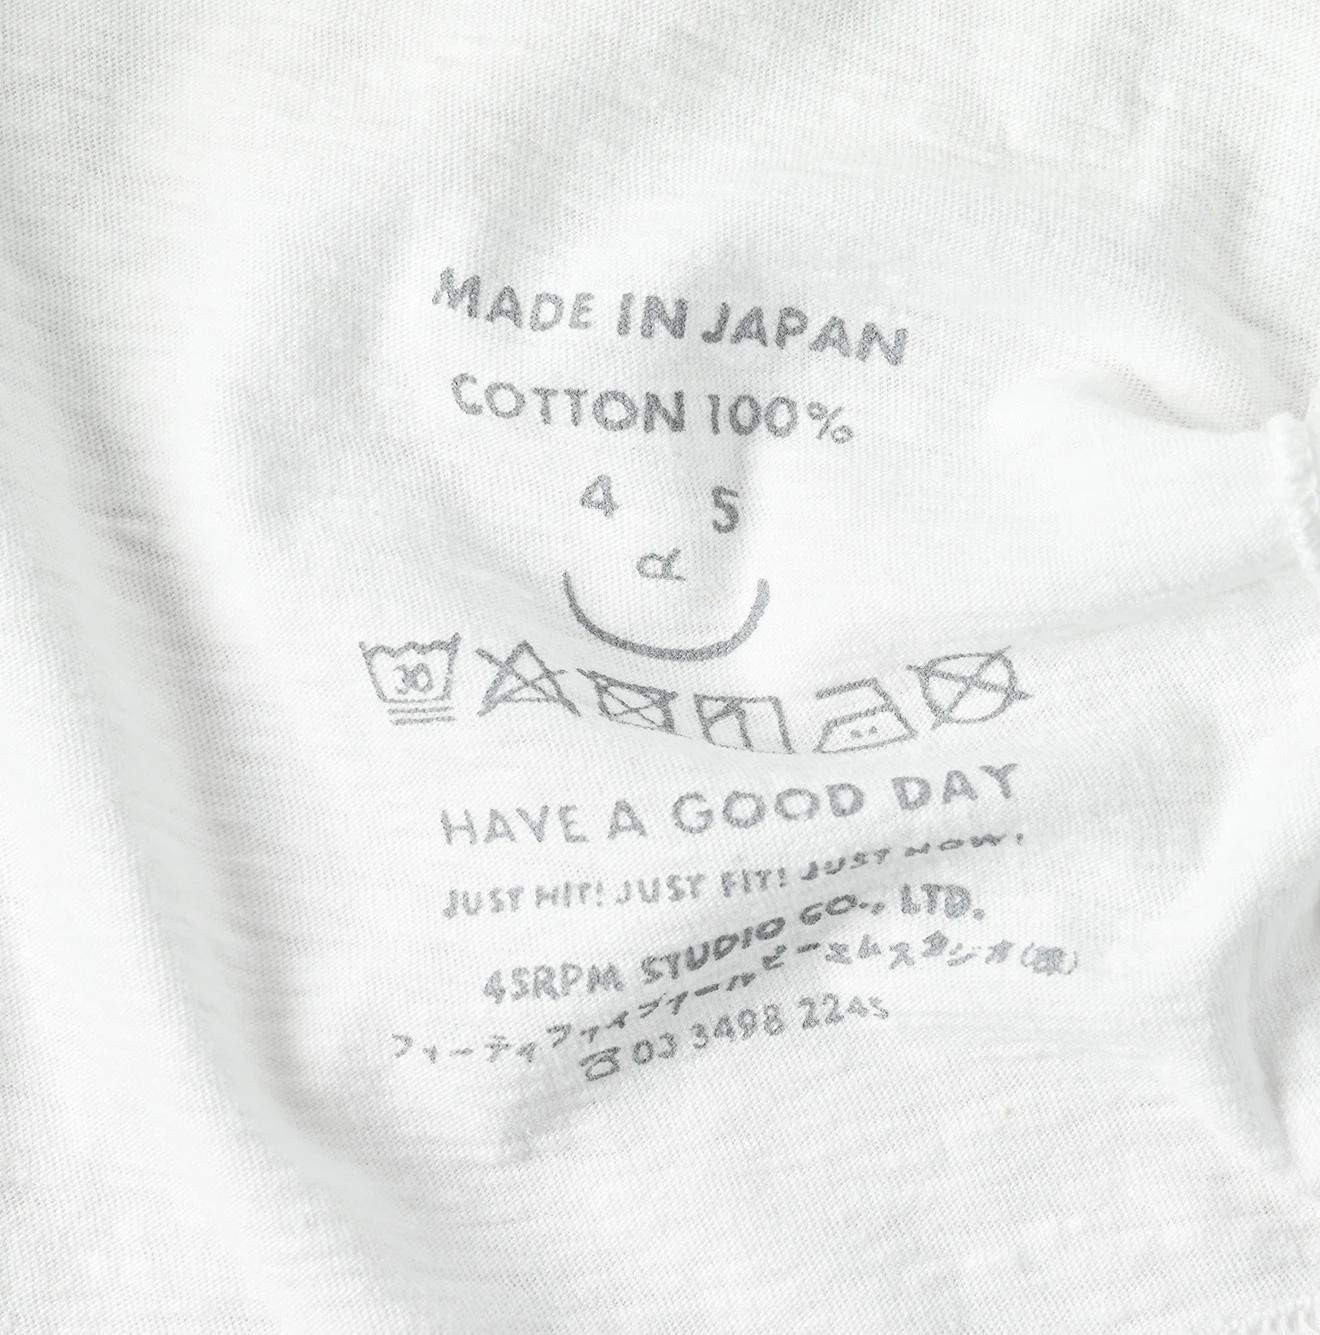 MADE IN JAPAN
COTTON 100%
4 5
α
30
HAVE A GOOD DAY
JUST HIT! JUST FIT! JUST NOW.
45RPM STUDIO CO., LTD.
フォーティファイブアールピーエムスタジオ(株)
☎03 3498 2245